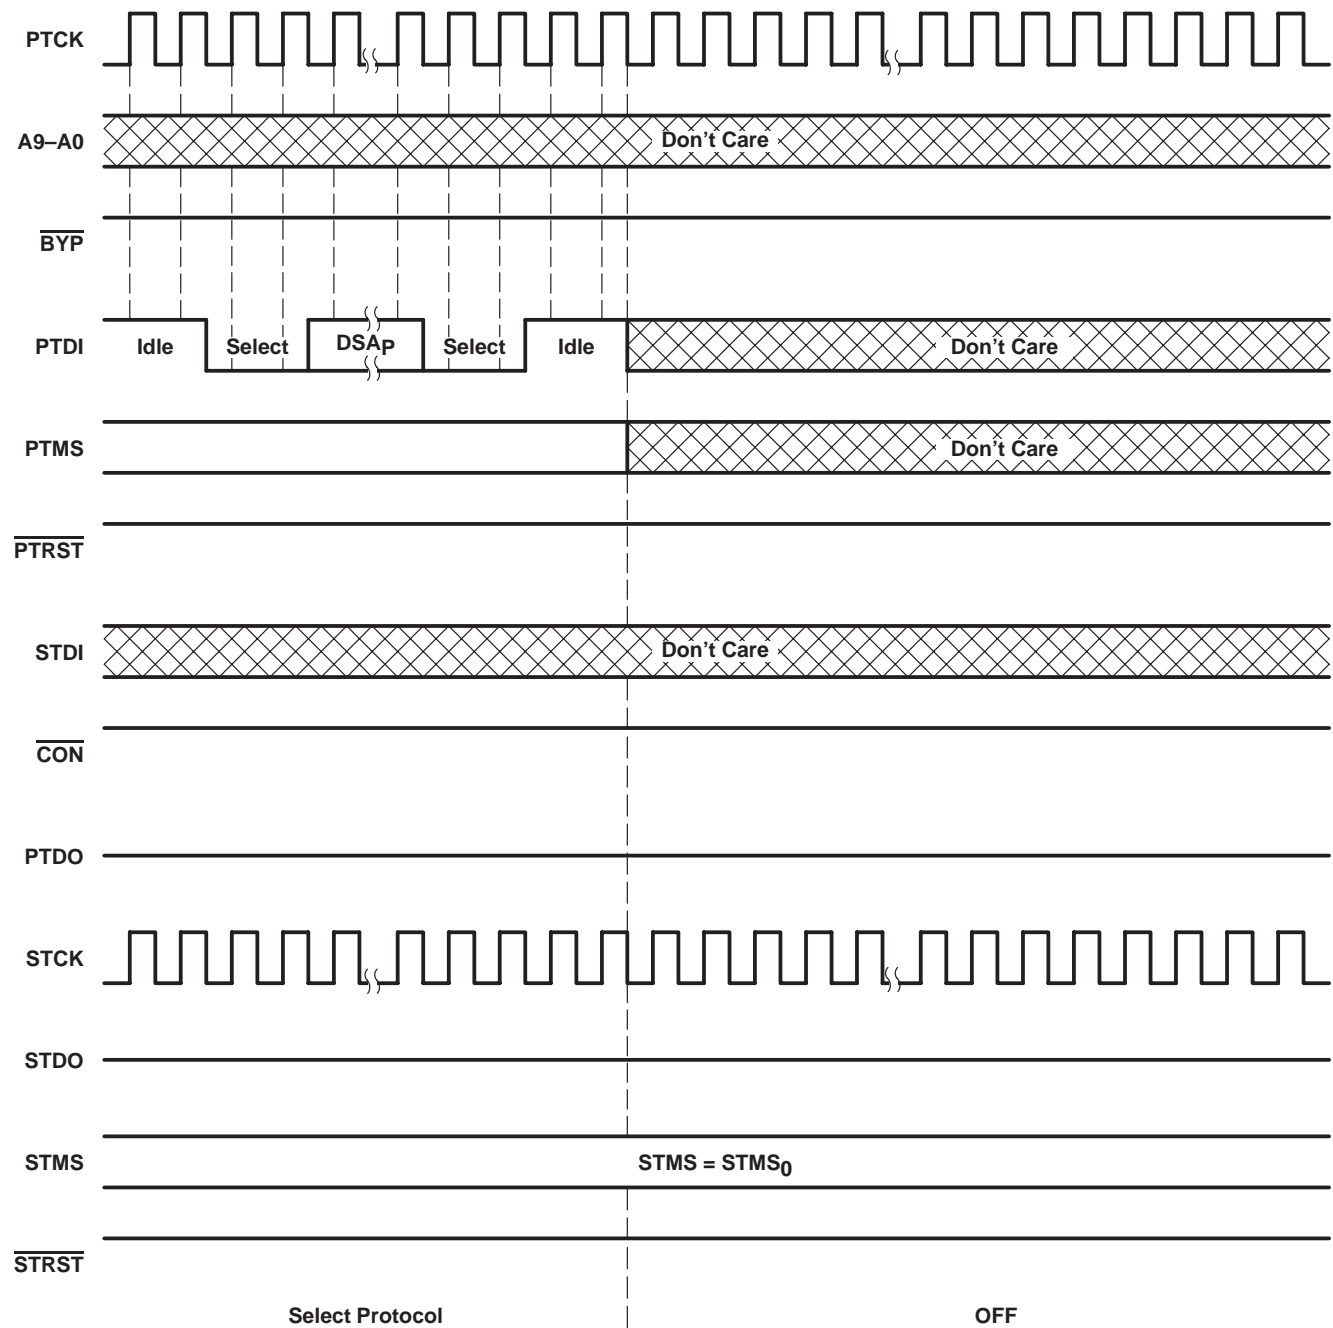 PTCK
A9–A0
Don't Care
BYP
PTDI
Idle
Select
DSAP
Select
Idle
Don't Care
PTMS
Don't Care
PTRST
STDI
Don't Care
CON
PTDO
STCK
STDO
STMS
STMS = STMS0
STRST
Select Protocol
OFF